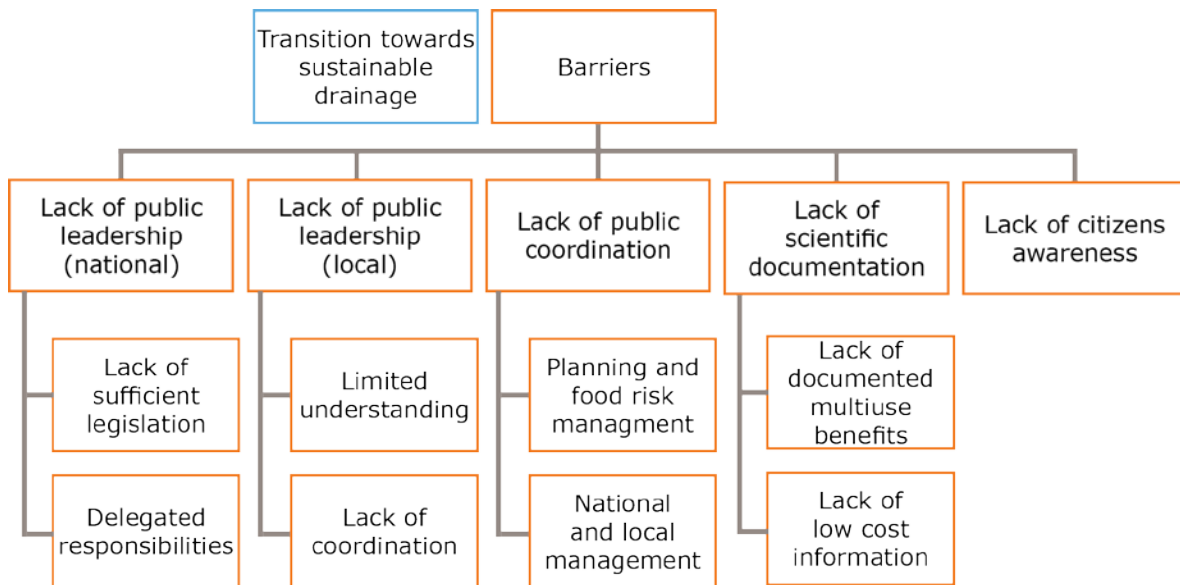 Transition towards
sustainable
drainage
Barriers
Lack of public
leadership
(national)
Lack of public
leadership
(local)
Lack of public
coordination
Lack of
scientific
documentation
Lack of citizens
awareness
Lack of
sufficient
legislation
Limited
understanding
Planning and
food risk
managment
Lack of
documented
multiuse
benefits
Delegated
responsibilities
Lack of
coordination
National
and local
management
Lack of
low cost
information